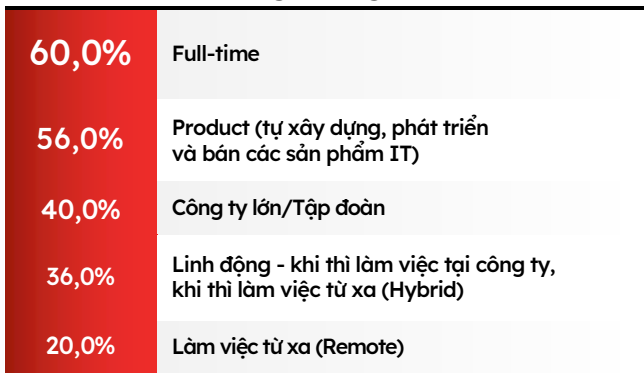 60,0% Full-time
56,0% Product (tự xây dựng, phát triển
và bán các sản phẩm IT)
40,0% Công ty lớn/Tập đoàn
36,0% Linh động - khi thì làm việc tại công ty,
khi thì làm việc từ xa (Hybrid)
20,0% Làm việc từ xa (Remote)